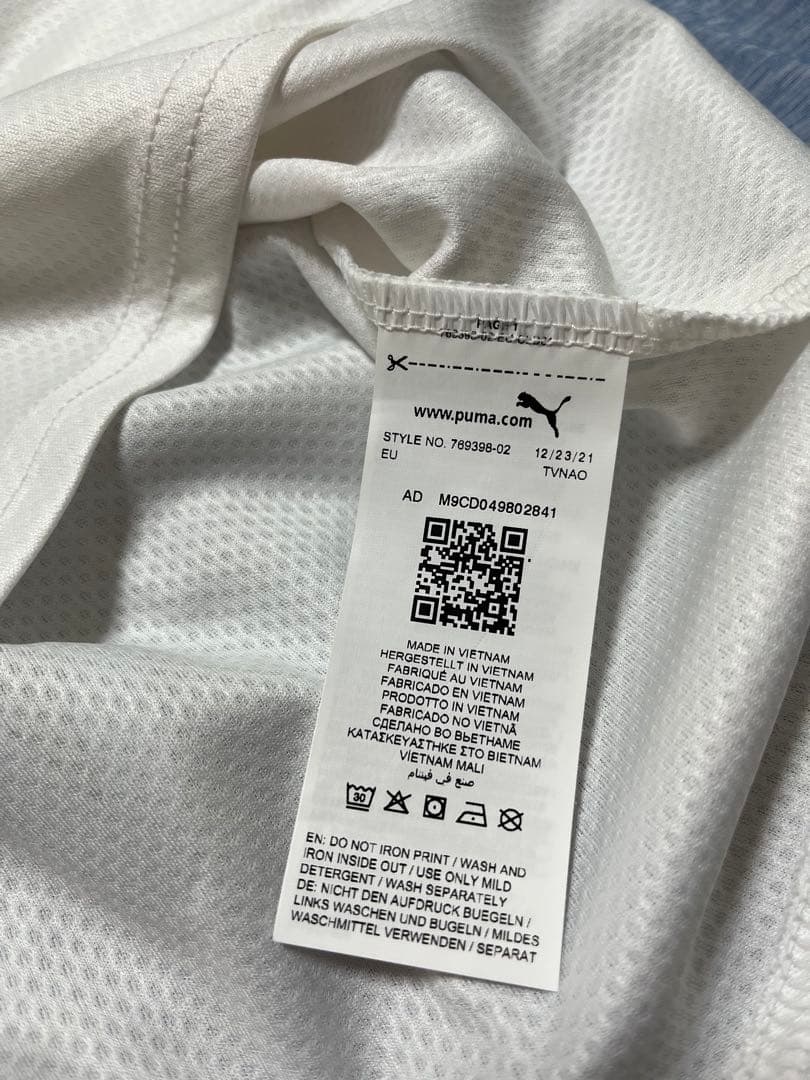 www.puma.com
STYLE NO. 769398-02 12/23/21
EU TVNAO
AD M9CD049802841
MADE IN VIETNAM
HERGESTELLT IN VIETNAM
FABRIQUÉ AU VIETNAM
FABRICADO EN VIETNAM
PRODOTTO IN VIETNAM
FABRICADO NO VIETNÃ
СДЕЛАНО ВО ВЬЕТНАМЕ
ΚΑΤΑΣΚΕΥΑΣΤΗΚΕ ΣΤΟ ΒΙΕΤΝΑΜ
VİETNAM MALI
صنع في فيتنام
30
EN: DO NOT IRON PRINT / WASH AND
IRON INSIDE OUT / USE ONLY MILD
DETERGENT / WASH SEPARATELY
DE: NICHT DEN AUFDRUCK BUEGELN /
LINKS WASCHEN UND BUGELN / MILDES
WASCHMITTEL VERWENDEN / SEPARAT